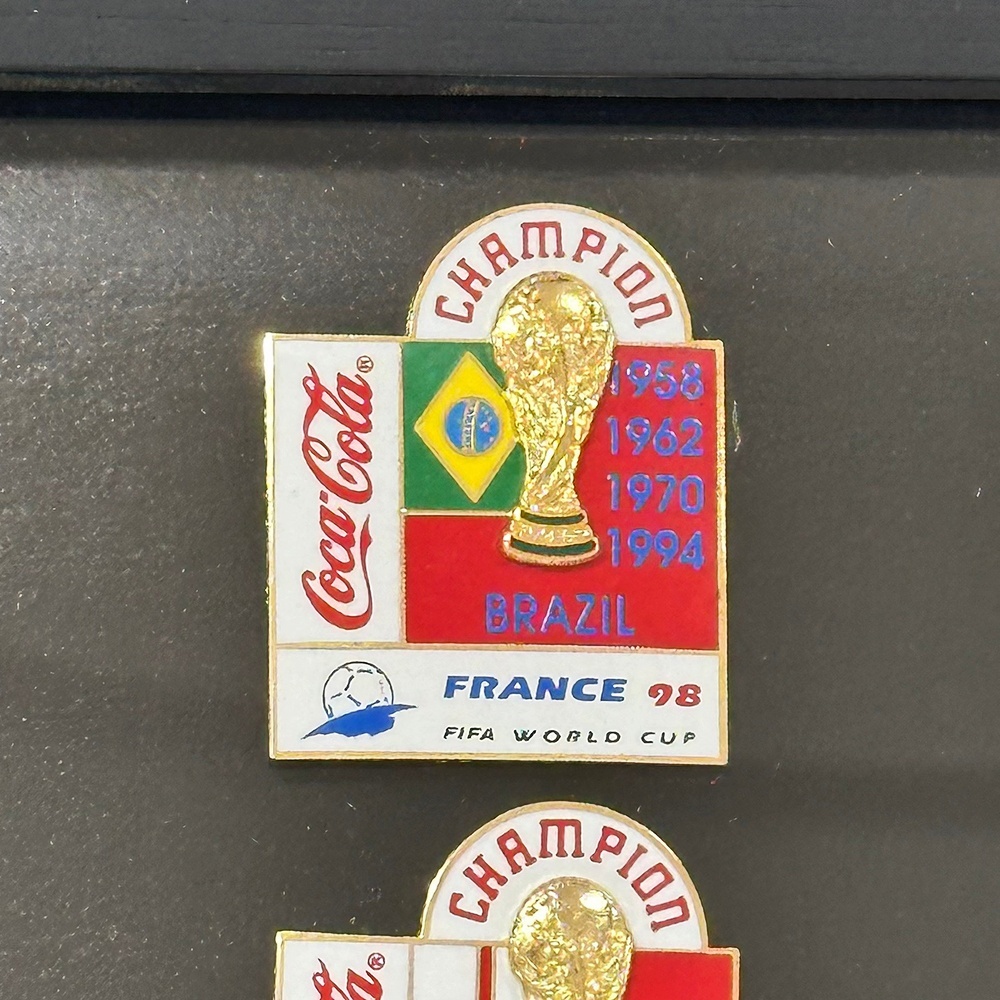 CHAMPION
Coca-Cola®
1958
1962
1970
1994
BRAZIL
FRANCE 98
FIFA WORLD CUP
CHAMPION